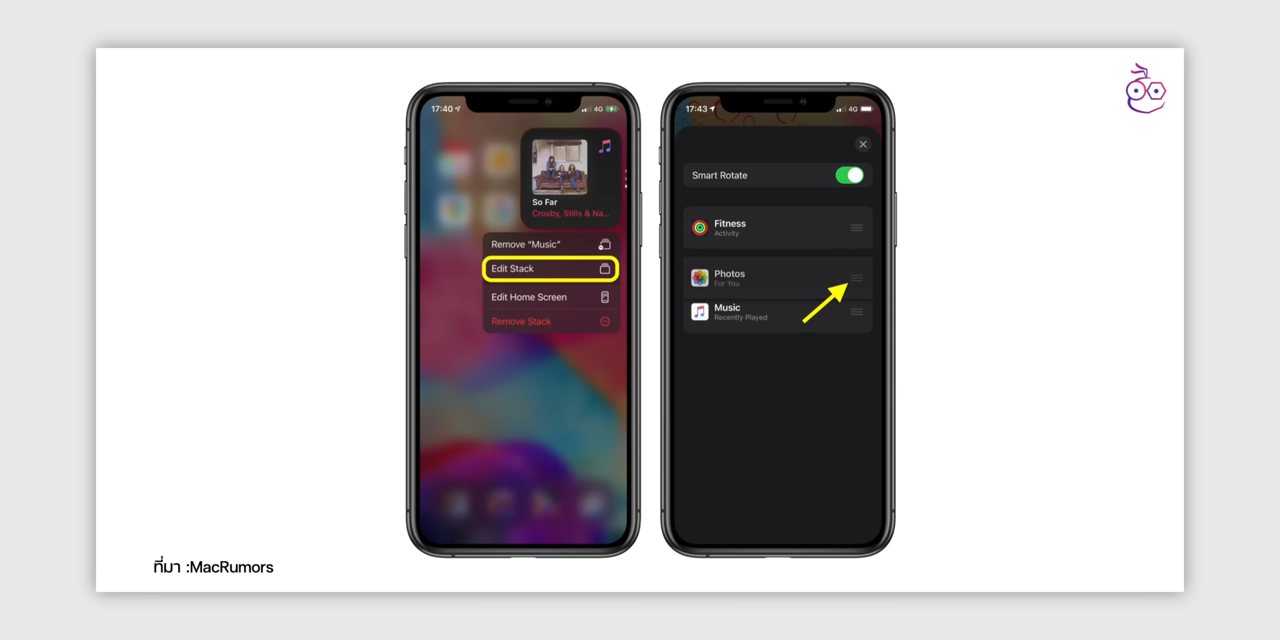 17:40
4G
So Far
Crosby, Stills & Na...
Remove “Music”
Edit Stack
Edit Home Screen
Remove Stack
17:43
4G
Smart Rotate
Fitness
Activity
Photos
For You
Music
Recently Played
ที่มา :MacRumors